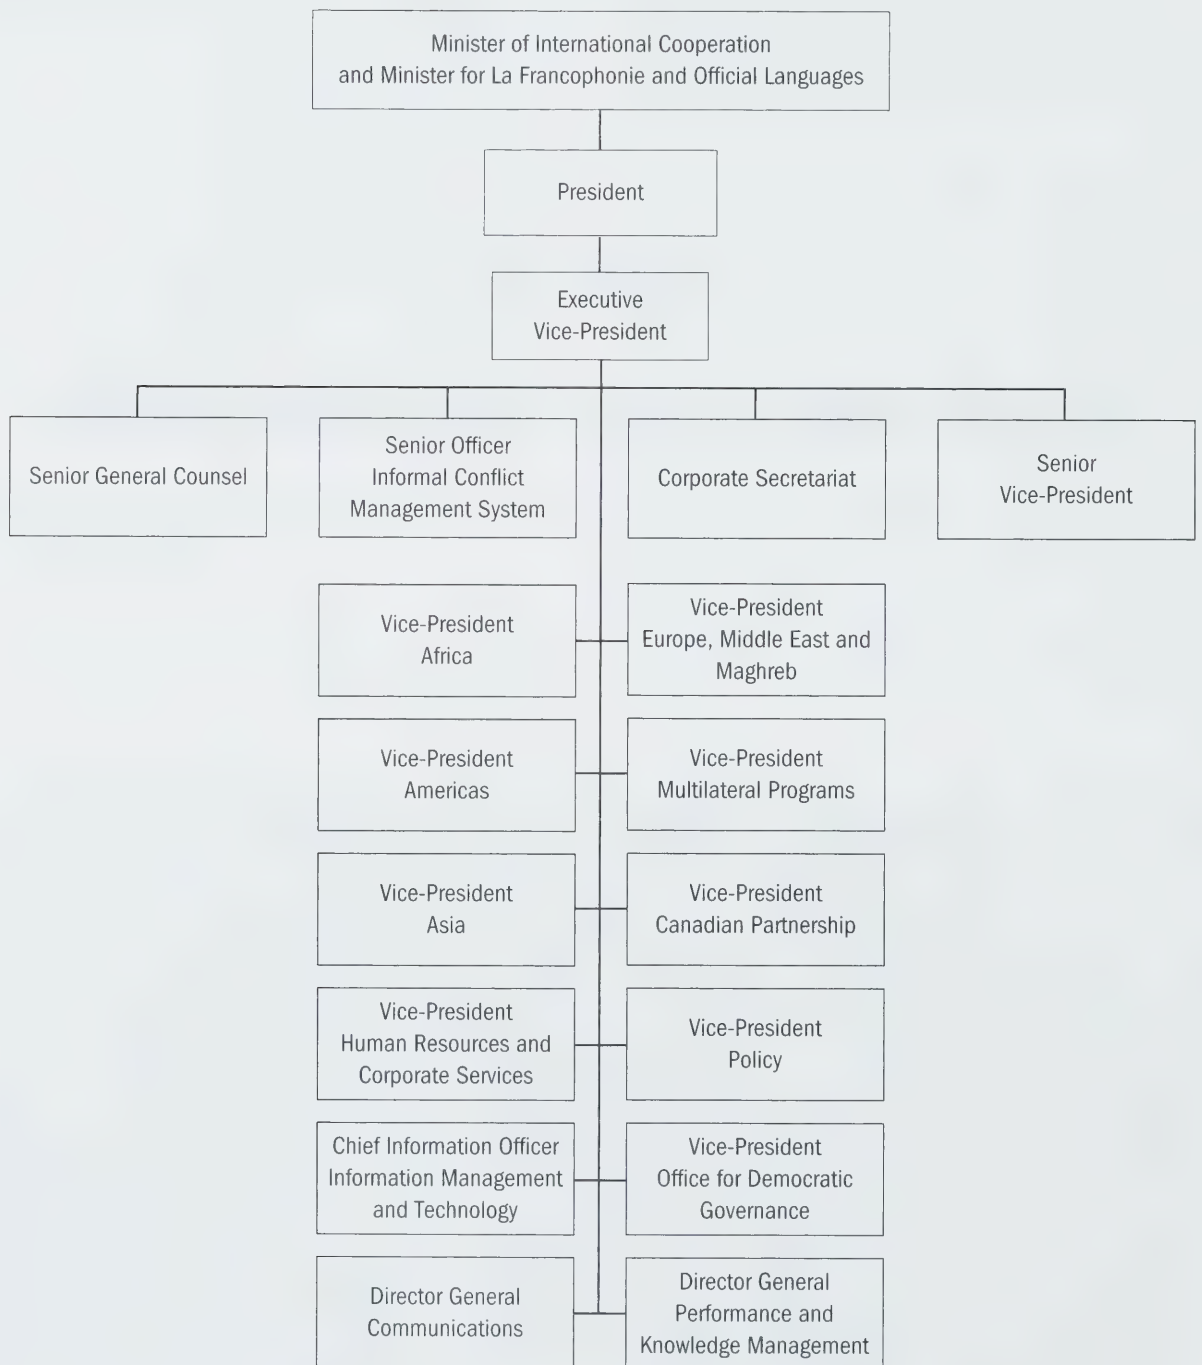 Minister of International Cooperation
and Minister for La Francophonie and Official Languages
President
Executive
Vice-President
Senior General Counsel
Senior Officer
Informal Conflict
Management System
Corporate Secretariat
Senior
Vice-President
Vice-President
Africa
Vice-President
Europe, Middle East and
Maghreb
Vice-President
Americas
Vice-President
Multilateral Programs
Vice-President
Asia
Vice-President
Canadian Partnership
Vice-President
Human Resources and
Corporate Services
Vice-President
Policy
Chief Information Officer
Information Management
and Technology
Vice-President
Office for Democratic
Governance
Director General
Communications
Director General
Performance and
Knowledge Management